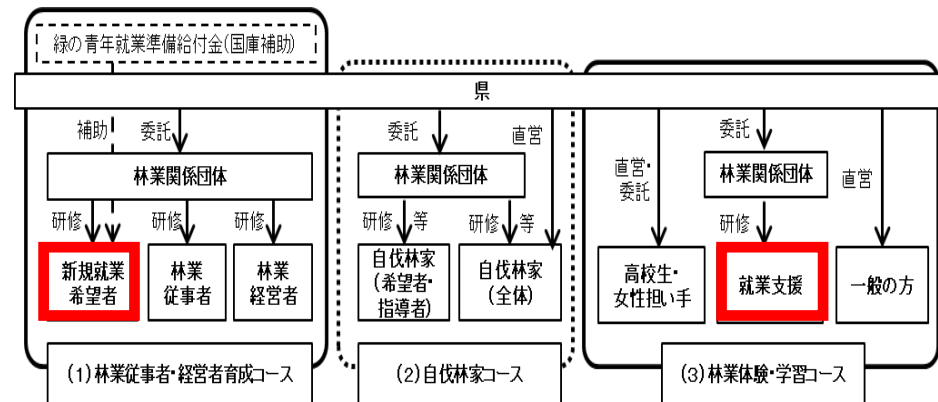 緑の青年就業準備給付金(国庫補助)
県
補助 委託
委託
直営
委託
林業関係団体
林業関係団体
直営・
委託
林業関係団体
直営
研修
研修
研修
研修 等
研修 等
研修
新規就業
希望者
林業
従事者
林業
経営者
自伐林家
(希望者・
指導者)
自伐林家
(全体)
高校生・
女性担い手
就業支援
一般の方
(1)林業従事者・経営者育成コース
(2)自伐林家コース
(3)林業体験・学習コース